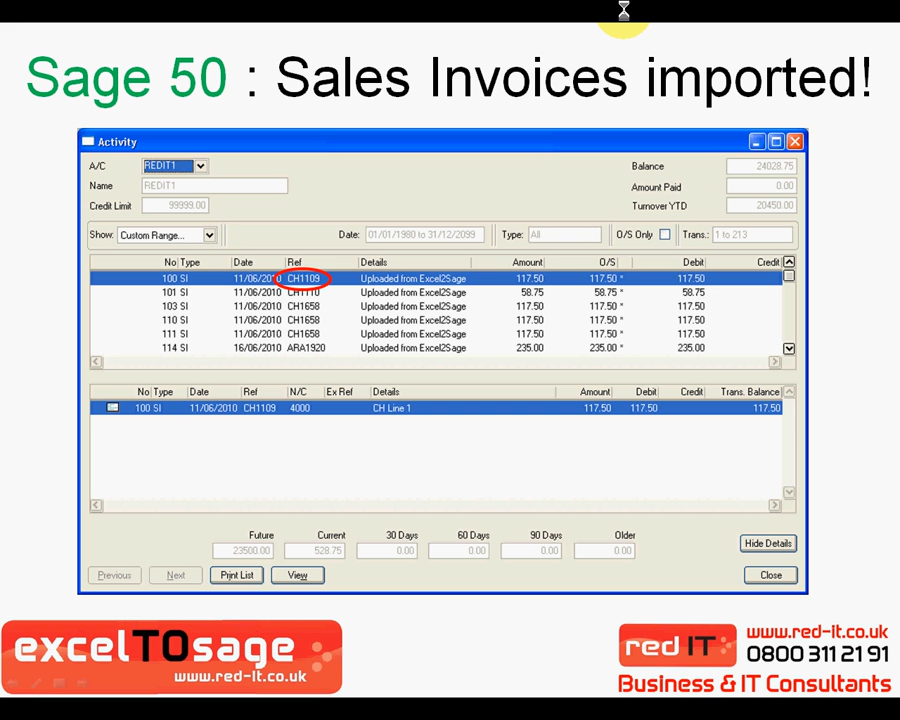 Sage 50 : Sales Invoices imported!
Activity
A/C REDIT1 Balance 24028.75
Name REDIT1 Amount Paid 0.00
Credit Limit 99999.00 Turnover YTD 20450.00
Show: Custom Range... Date: 01/01/1980 to 31/12/2099 Type: All O/S Only Trans.: 1 to 213
No Type Date Ref Details Amount O/S Debit Credit
100 SI 11/06/2010 CH1109 Uploaded from Excel2Sage 117.50 117.50 * 117.50
101 SI 11/06/2010 CH1110 Uploaded from Excel2Sage 58.75 58.75 * 58.75
103 SI 11/06/2010 CH1658 Uploaded from Excel2Sage 117.50 117.50 * 117.50
110 SI 11/06/2010 CH1658 Uploaded from Excel2Sage 117.50 117.50 * 117.50
111 SI 11/06/2010 CH1658 Uploaded from Excel2Sage 117.50 117.50 * 117.50
114 SI 16/06/2010 ARA1920 Uploaded from Excel2Sage 235.00 235.00 * 235.00
No Type Date Ref N/C Ex Ref Details Amount Debit Credit Trans. Balance
100 SI 11/06/2010 CH1109 4000 CH Line 1 117.50 117.50 117.50
Future Current 30 Days 60 Days 90 Days Older
23500.00 528.75 0.00 0.00 0.00 0.00
Hide Details
Previous Next Print List View Close
excelTOsage
www.red-it.co.uk
red IT
www.red-it.co.uk
0800 311 21 91
Business & IT Consultants